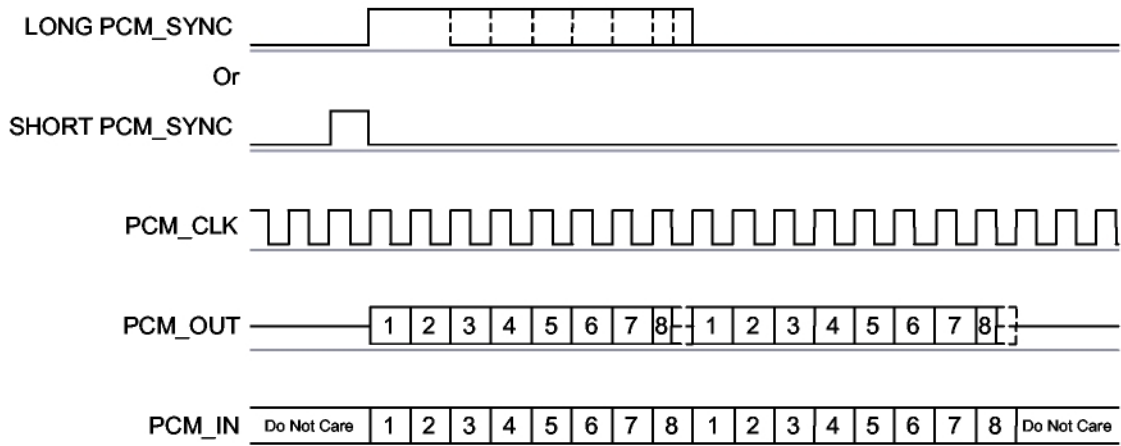 LONG PCM_SYNC
Or
SHORT PCM_SYNC
PCM_CLK
PCM_OUT 1 2 3 4 5 6 7 8 1 2 3 4 5 6 7 8
PCM_IN Do Not Care 1 2 3 4 5 6 7 8 1 2 3 4 5 6 7 8 Do Not Care